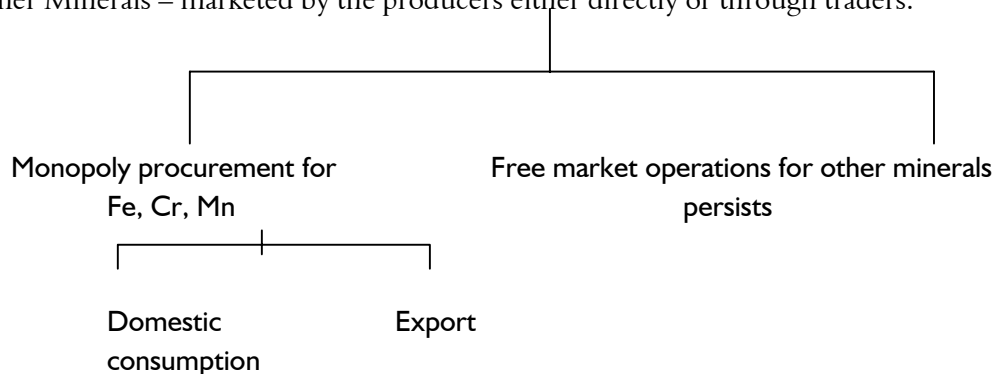 Minerals – marketed by the producers either directly or through traders.
Monopoly procurement for
Fe, Cr, Mn
Free market operations for other minerals
persists
Domestic
consumption
Export